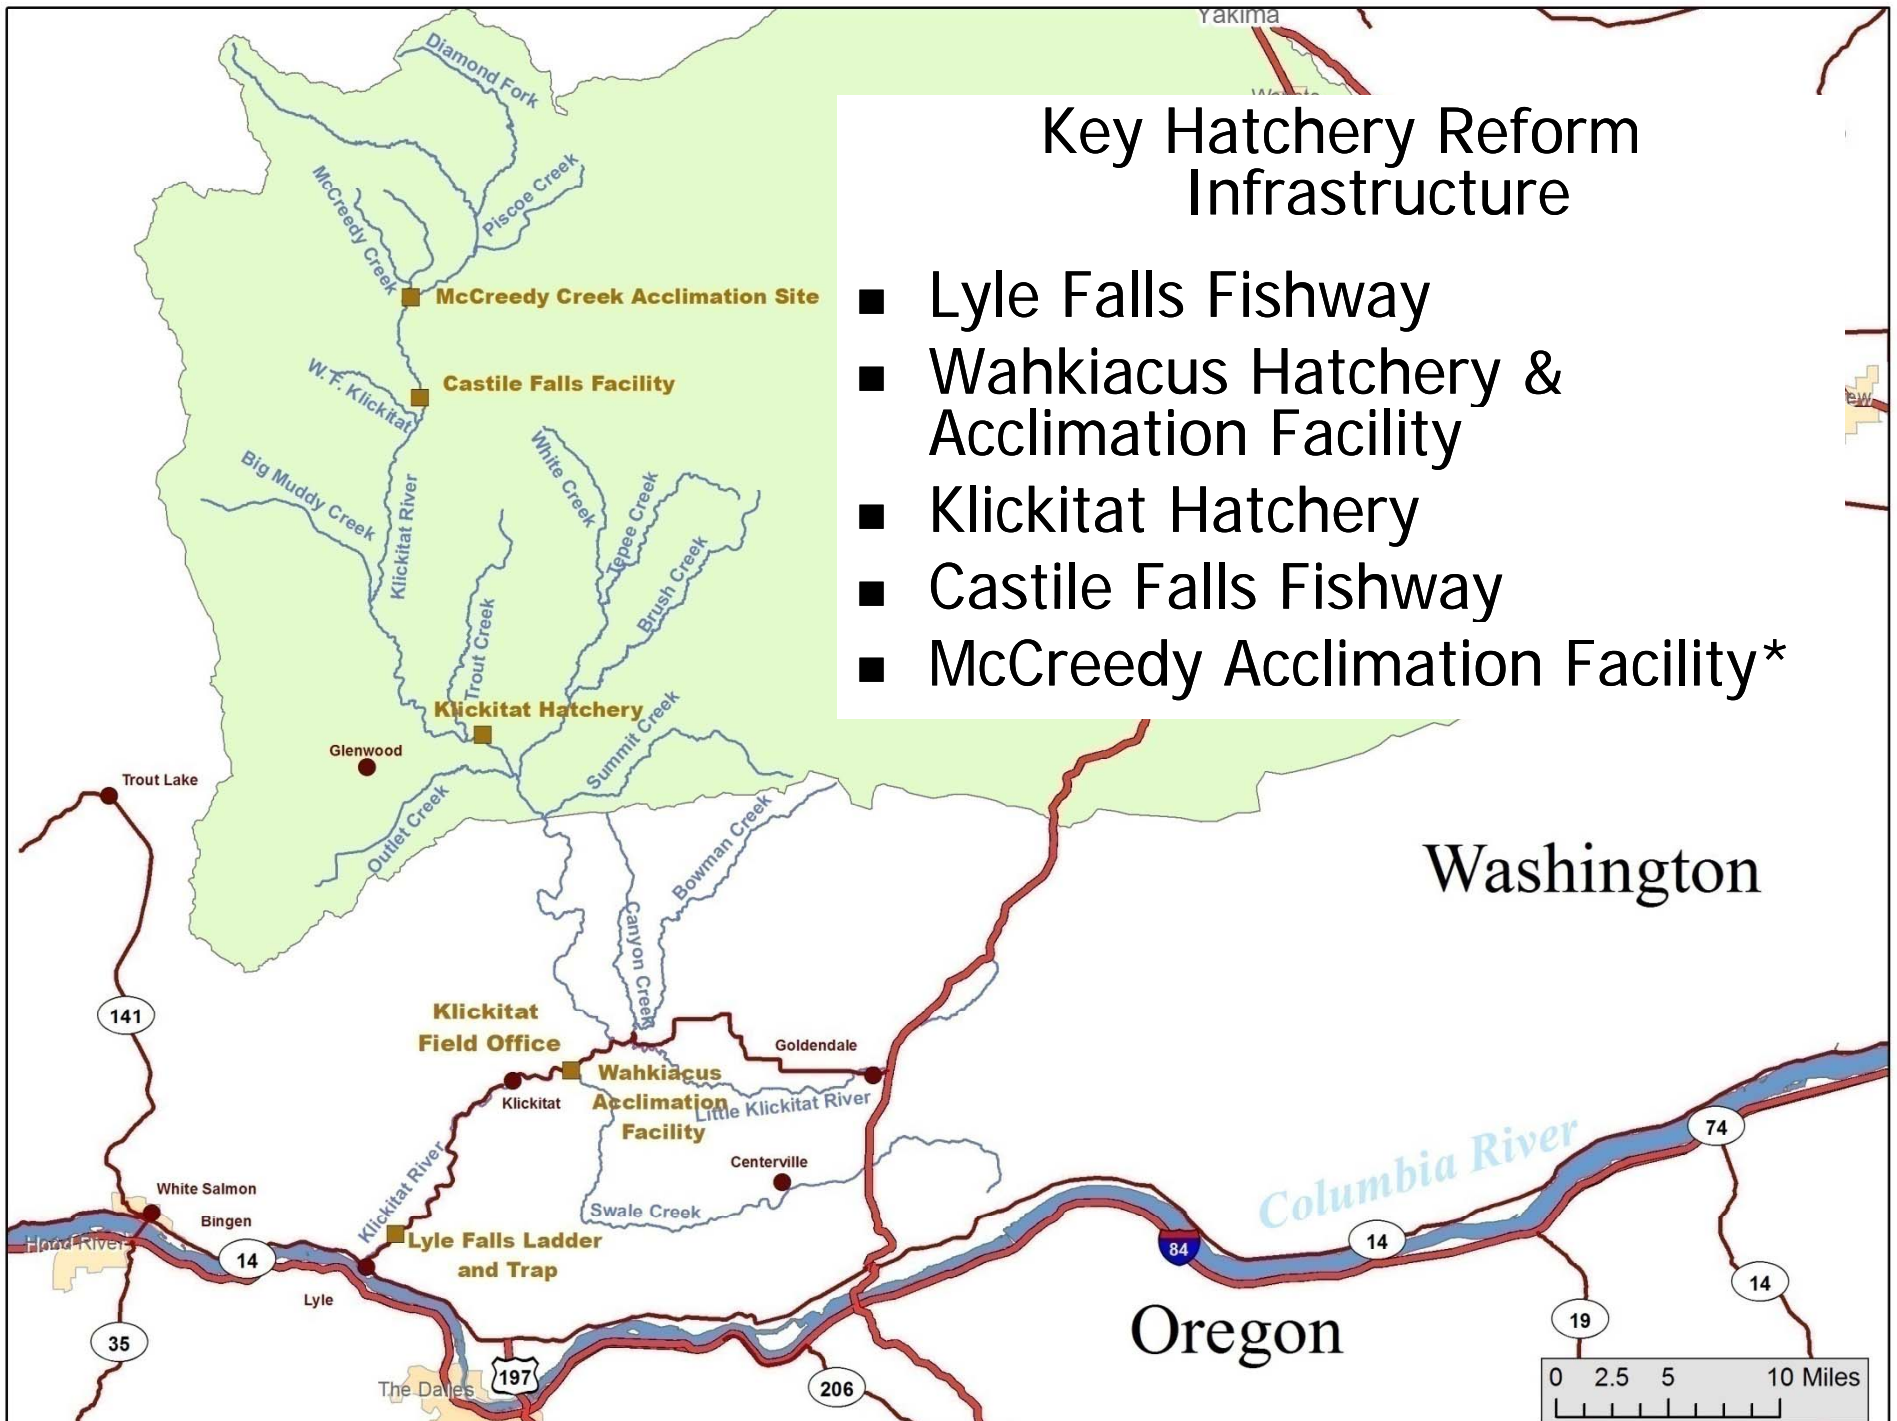 Yakima
Key Hatchery Reform
Infrastructure
■ Lyle Falls Fishway
■ Wahkiacus Hatchery &
Acclimation Facility
■ Klickitat Hatchery
■ Castile Falls Fishway
■ McCreedy Acclimation Facility*
Diamond Fork
Piscoe Creek
McCreedy Creek
McCreedy Creek Acclimation Site
W. F. Klickitat
Castile Falls Facility
Big Muddy Creek
Klickitat River
White Creek
Tepee Creek
Brush Creek
Trout Creek
Klickitat Hatchery
Summit Creek
Glenwood
Trout Lake
Outlet Creek
Bowman Creek
Canyon Creek
Washington
141
Klickitat
Field Office
Goldendale
Wahkiacus
Acclimation
Facility
Klickitat
Little Klickitat River
Centerville
Swale Creek
Klickitat River
Lyle Falls Ladder
and Trap
White Salmon
Bingen
Hood River
14
Lyle
35
The Dalles
197
206
Columbia River
84
14
74
14
19
Oregon
0 2.5 5 10 Miles